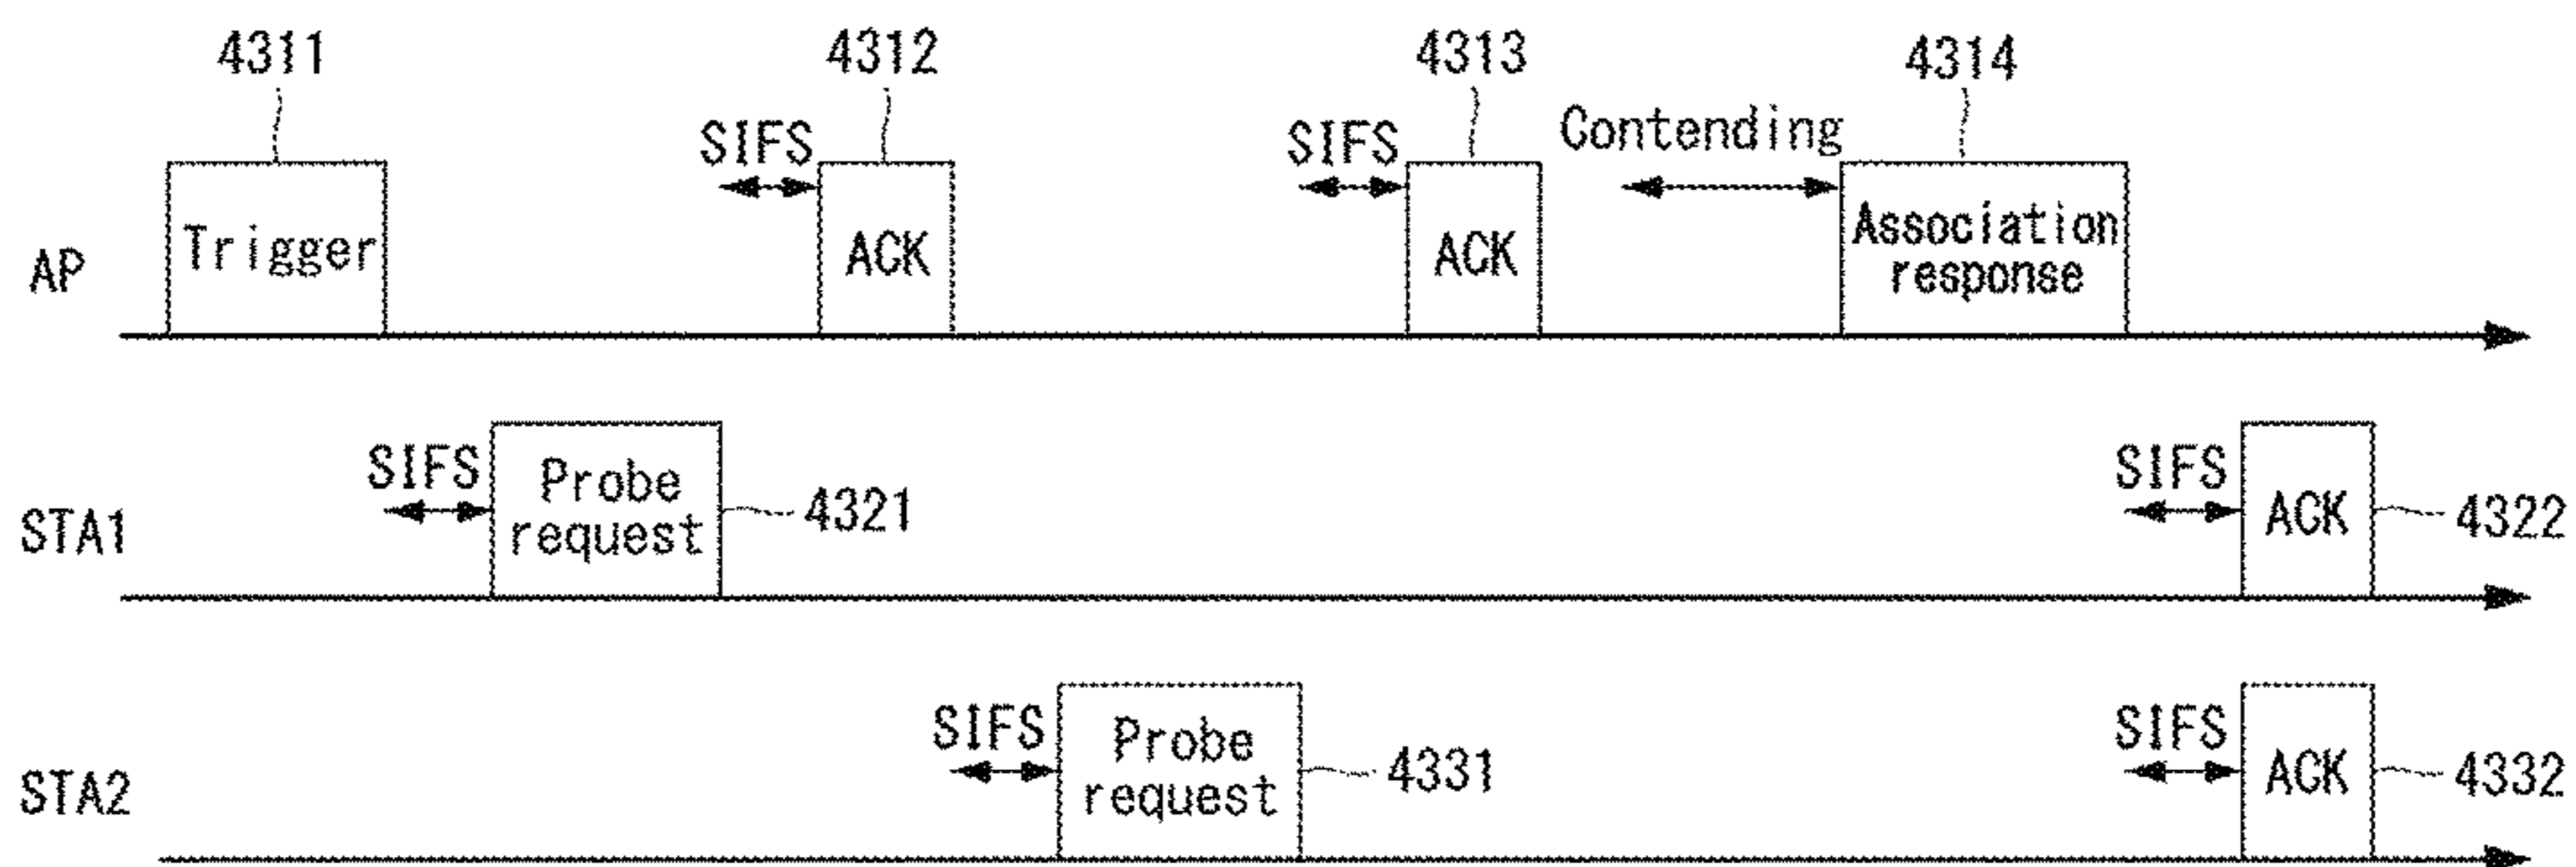 4311
4312
4313
4314
SIFS
SIFS
Contending
AP
Trigger
ACK
ACK
Association
response
STA1
SIFS
Probe
request
4321
SIFS
ACK
4322
STA2
SIFS
Probe
request
4331
SIFS
ACK
4332